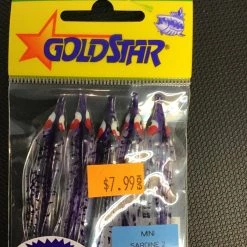 GOLDSTAR
$7.99
MINI
SARDINE